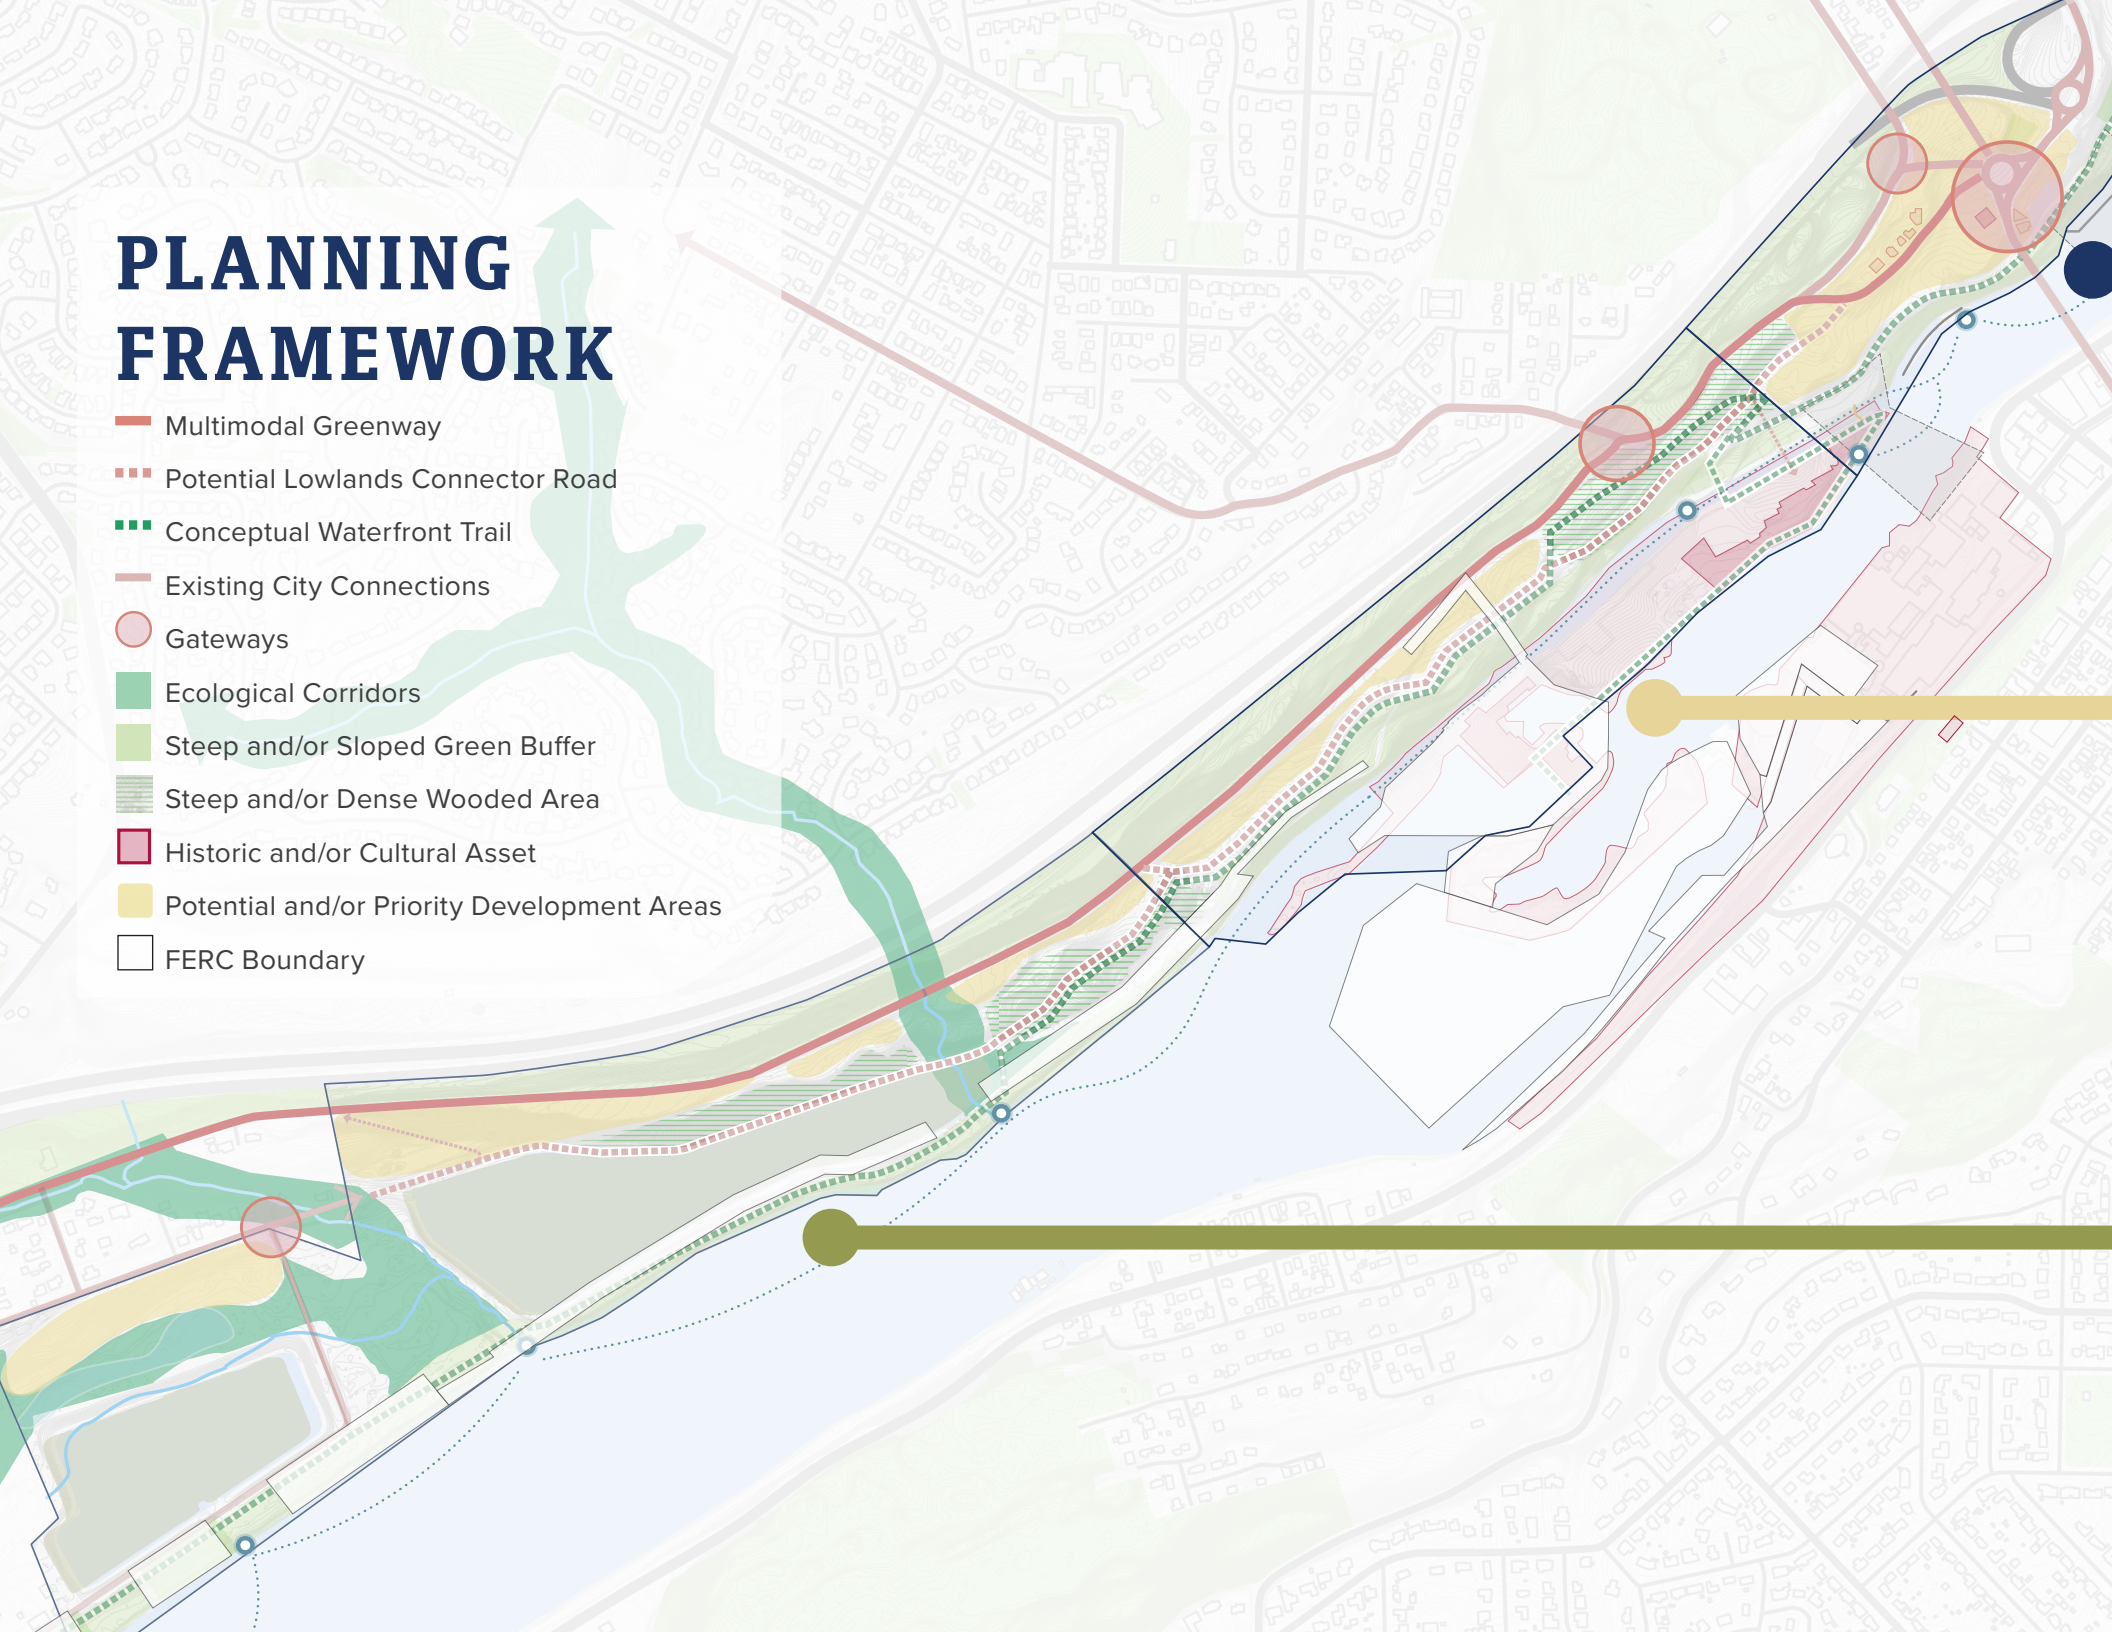 PLANNING
FRAMEWORK
Multimodal Greenway
Potential Lowlands Connector Road
Conceptual Waterfront Trail
Existing City Connections
Gateways
Ecological Corridors
Steep and/or Sloped Green Buffer
Steep and/or Dense Wooded Area
Historic and/or Cultural Asset
Potential and/or Priority Development Areas
FERC Boundary